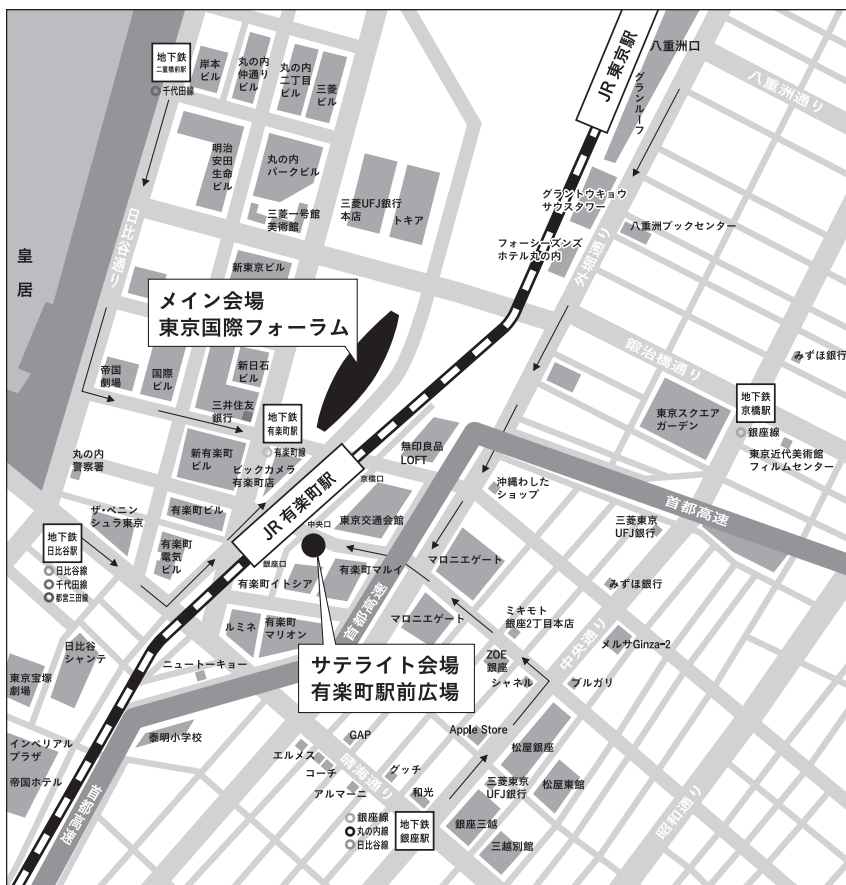 地下鉄
二重橋前駅
千代田線
岸本
ビル
丸の内
仲通り
ビル
丸の内
二丁目
ビル
三菱
ビル
JR 東京駅
八重洲口
グランルーフ
八重洲通り
明治
安田
生命
ビル
丸の内
パークビル
三菱一号館
美術館
三菱UFJ銀行
本店
トキア
グラントウキョウ
サウスタワー
八重洲ブックセンター
フォーシーズンズ
ホテル丸の内
外堀通り
日比谷通り
皇居
新東京ビル
メイン会場
東京国際フォーラム
帝国
劇場
国際
ビル
新日石
ビル
三井住友
銀行
地下鉄
有楽町駅
有楽町線
鍛治橋通り
みずほ銀行
地下鉄
京橋駅
銀座線
東京スクエア
ガーデン
東京近代美術館
フィルムセンター
丸の内
警察署
新有楽町
ビル
ビックカメラ
有楽町店
無印良品
LOFT
京橋口
JR 有楽町駅
沖縄わした
ショップ
首都高速
ザ・ペニン
シュラ東京
有楽町ビル
中央口
東京交通会館
三菱東京
UFJ銀行
地下鉄
日比谷駅
日比谷線
千代田線
都営三田線
有楽町
電気
ビル
銀座口
有楽町イトシア
有楽町マルイ
マロニエゲート
みずほ銀行
首都高速
ルミネ
有楽町
マリオン
マロニエゲート
ミキモト
銀座2丁目本店
中央通り
メルサGinza-2
日比谷
シャンテ
ニュートーキョー
サテライト会場
有楽町駅前広場
ZOE
銀座
シャネル
ブルガリ
東京宝塚
劇場
インペリアル
プラザ
帝国ホテル
泰明小学校
首都高速
GAP
Apple Store
松屋銀座
エルメス
コーチ
アルマーニ
晴海通り
グッチ
和光
三菱東京
UFJ銀行
松屋東館
昭和通り
銀座線
丸の内線
日比谷線
地下鉄
銀座駅
銀座三越
三越別館